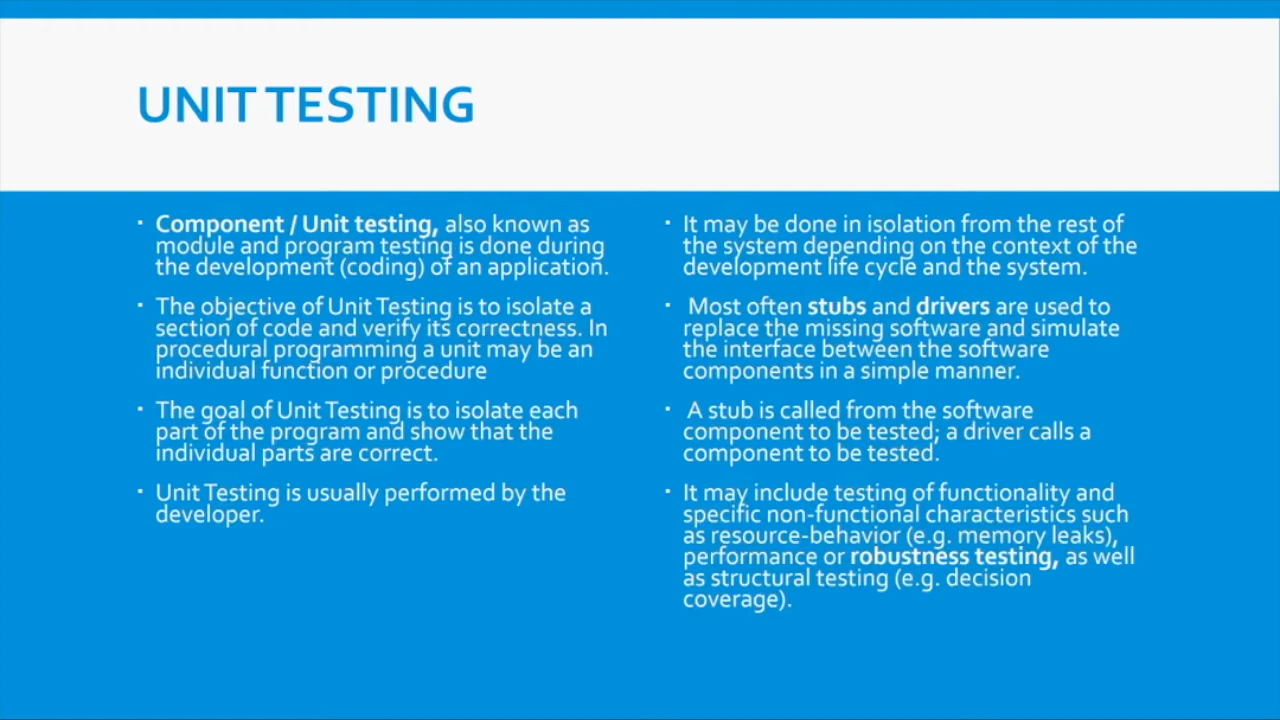 UNIT TESTING
▪ Component / Unit testing, also known as
module and program testing is done during
the development (coding) of an application.
▪ The objective of Unit Testing is to isolate a
section of code and verify its correctness. In
procedural programming a unit may be an
individual function or procedure
▪ The goal of Unit Testing is to isolate each
part of the program and show that the
individual parts are correct.
▪ Unit Testing is usually performed by the
developer.
▪ It may be done in isolation from the rest of
the system depending on the context of the
development life cycle and the system.
▪ Most often stubs and drivers are used to
replace the missing software and simulate
the interface between the software
components in a simple manner.
▪ A stub is called from the software
component to be tested; a driver calls a
component to be tested.
▪ It may include testing of functionality and
specific non-functional characteristics such
as resource-behavior (e.g. memory leaks),
performance or robustness testing, as well
as structural testing (e.g. decision
coverage).